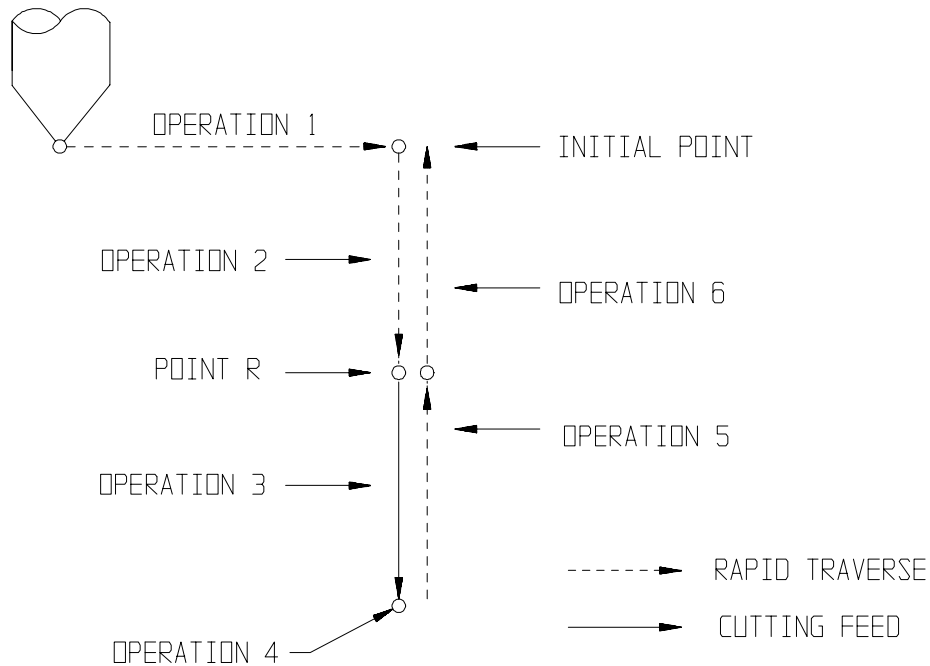 OPERATION 1
INITIAL POINT
OPERATION 2
OPERATION 6
POINT R
OPERATION 5
OPERATION 3
RAPID TRAVERSE
CUTTING FEED
OPERATION 4